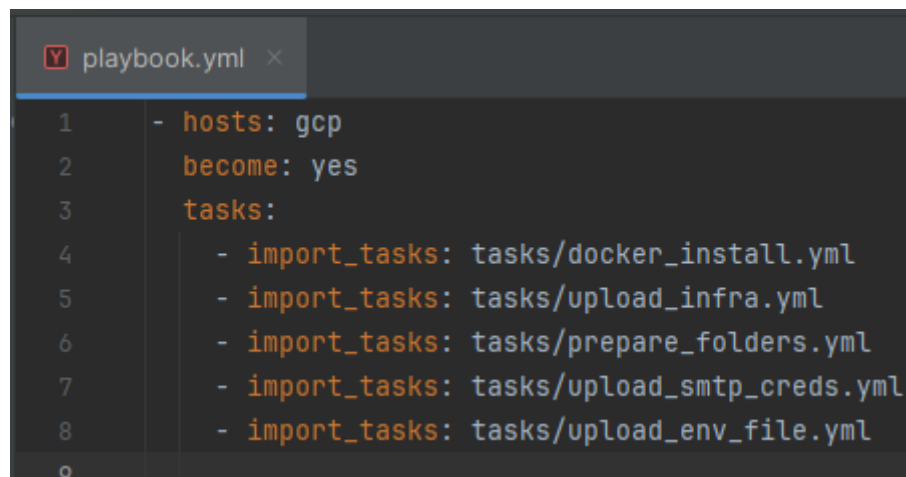 playbook.yml
1 - hosts: gcp
2 become: yes
3 tasks:
4 - import_tasks: tasks/docker_install.yml
5 - import_tasks: tasks/upload_infra.yml
6 - import_tasks: tasks/prepare_folders.yml
7 - import_tasks: tasks/upload_smtp_creds.yml
8 - import_tasks: tasks/upload_env_file.yml
9